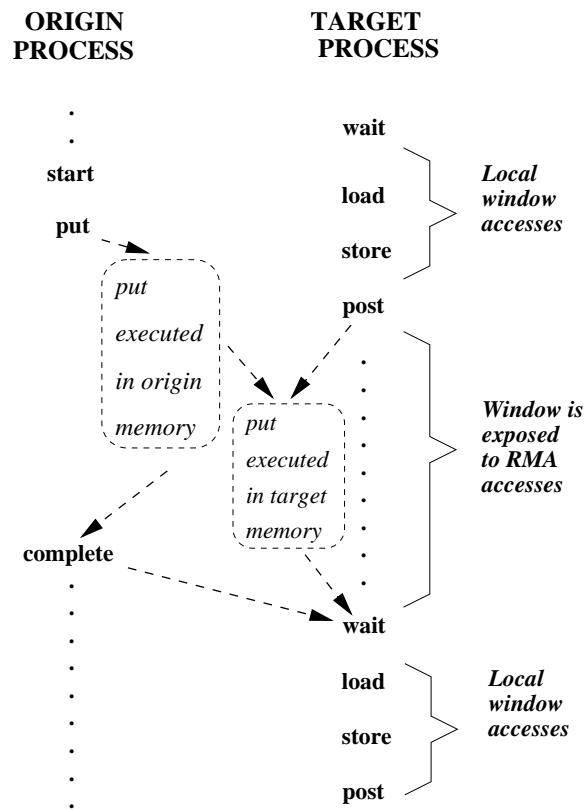 ORIGIN
PROCESS
TARGET
PROCESS
start
put
put
executed
in origin
memory
complete
wait
load
store
post
put
executed
in target
memory
wait
load
store
post
Local
window
accesses
Window is
exposed
to RMA
accesses
Local
window
accesses